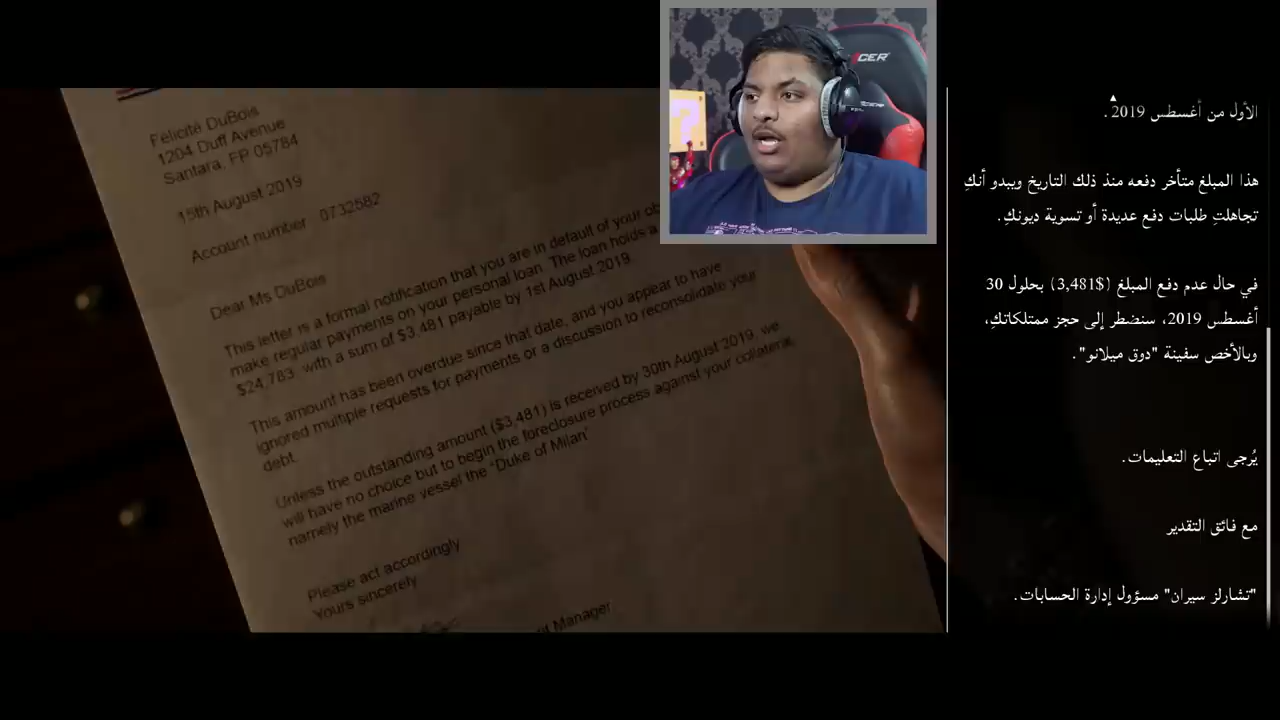 Félicité DuBois
1204 Duff Avenue
Santara, FP 05784
15th August 2019
Account number 0732582
Dear Ms DuBois
This letter is a formal notification that you are in default of your
make regular payments on your personal loan. The loan holds a
$24,783, with a sum of $3,481 payable by 1st August 2019.
This amount has been overdue since that date, and you appear to have
ignored multiple requests for payments or a discussion to reconsolidate your
debt.
Unless the outstanding amount ($3,481) is received by 30th August 2019, we
will have no choice but to begin the foreclosure process against your collateral,
namely the marine vessel the "Duke of Milan"
Please act accordingly
Yours sincerely
Manager
الأول من أغسطس 2019.
هذا المبلغ متأخر دفعه منذ ذلك التاريخ ويبدو أنكِ
تجاهلتِ طلبات دفع عديدة أو تسوية ديونكِ.
في حال عدم دفع المبلغ (3,481$) بحلول 30
أغسطس 2019، سنضطر إلى حجز ممتلكاتكِ،
وبالأخص سفينة "دوق ميلانو".
يُرجى اتباع التعليمات.
مع فائق التقدير
"تشارلز سيران" مسؤول إدارة الحسابات.